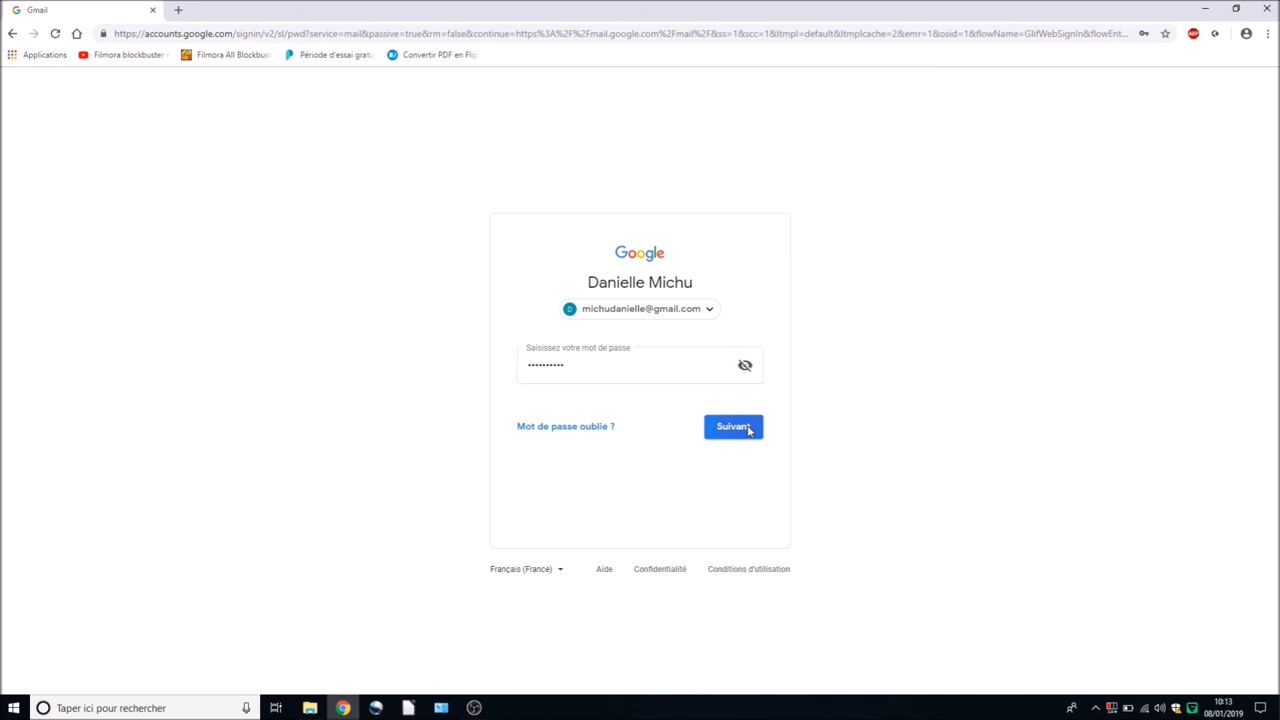 Gmail
https://accounts.google.com/signin/v2/sl/pwd?service=mail&passive=true&rm=false&continue=https%3A%2F%2Fmail.google.com%2Fmail%2F&ss=1&scc=1&ltmpl=default&ltmplcache=2&emr=1&osid=1&flowName=GlifWebSignIn&flowEnt...
Applications Filmora blockbuster Filmora All Blockbust Période d'essai gratu Convertir PDF en Flip
Google
Danielle Michu
D michudanielle@gmail.com
Saisissez votre mot de passe
••••••••••
Mot de passe oublié ? Suivant
Français (France) Aide Confidentialité Conditions d'utilisation
Taper ici pour rechercher
10:13
08/01/2019